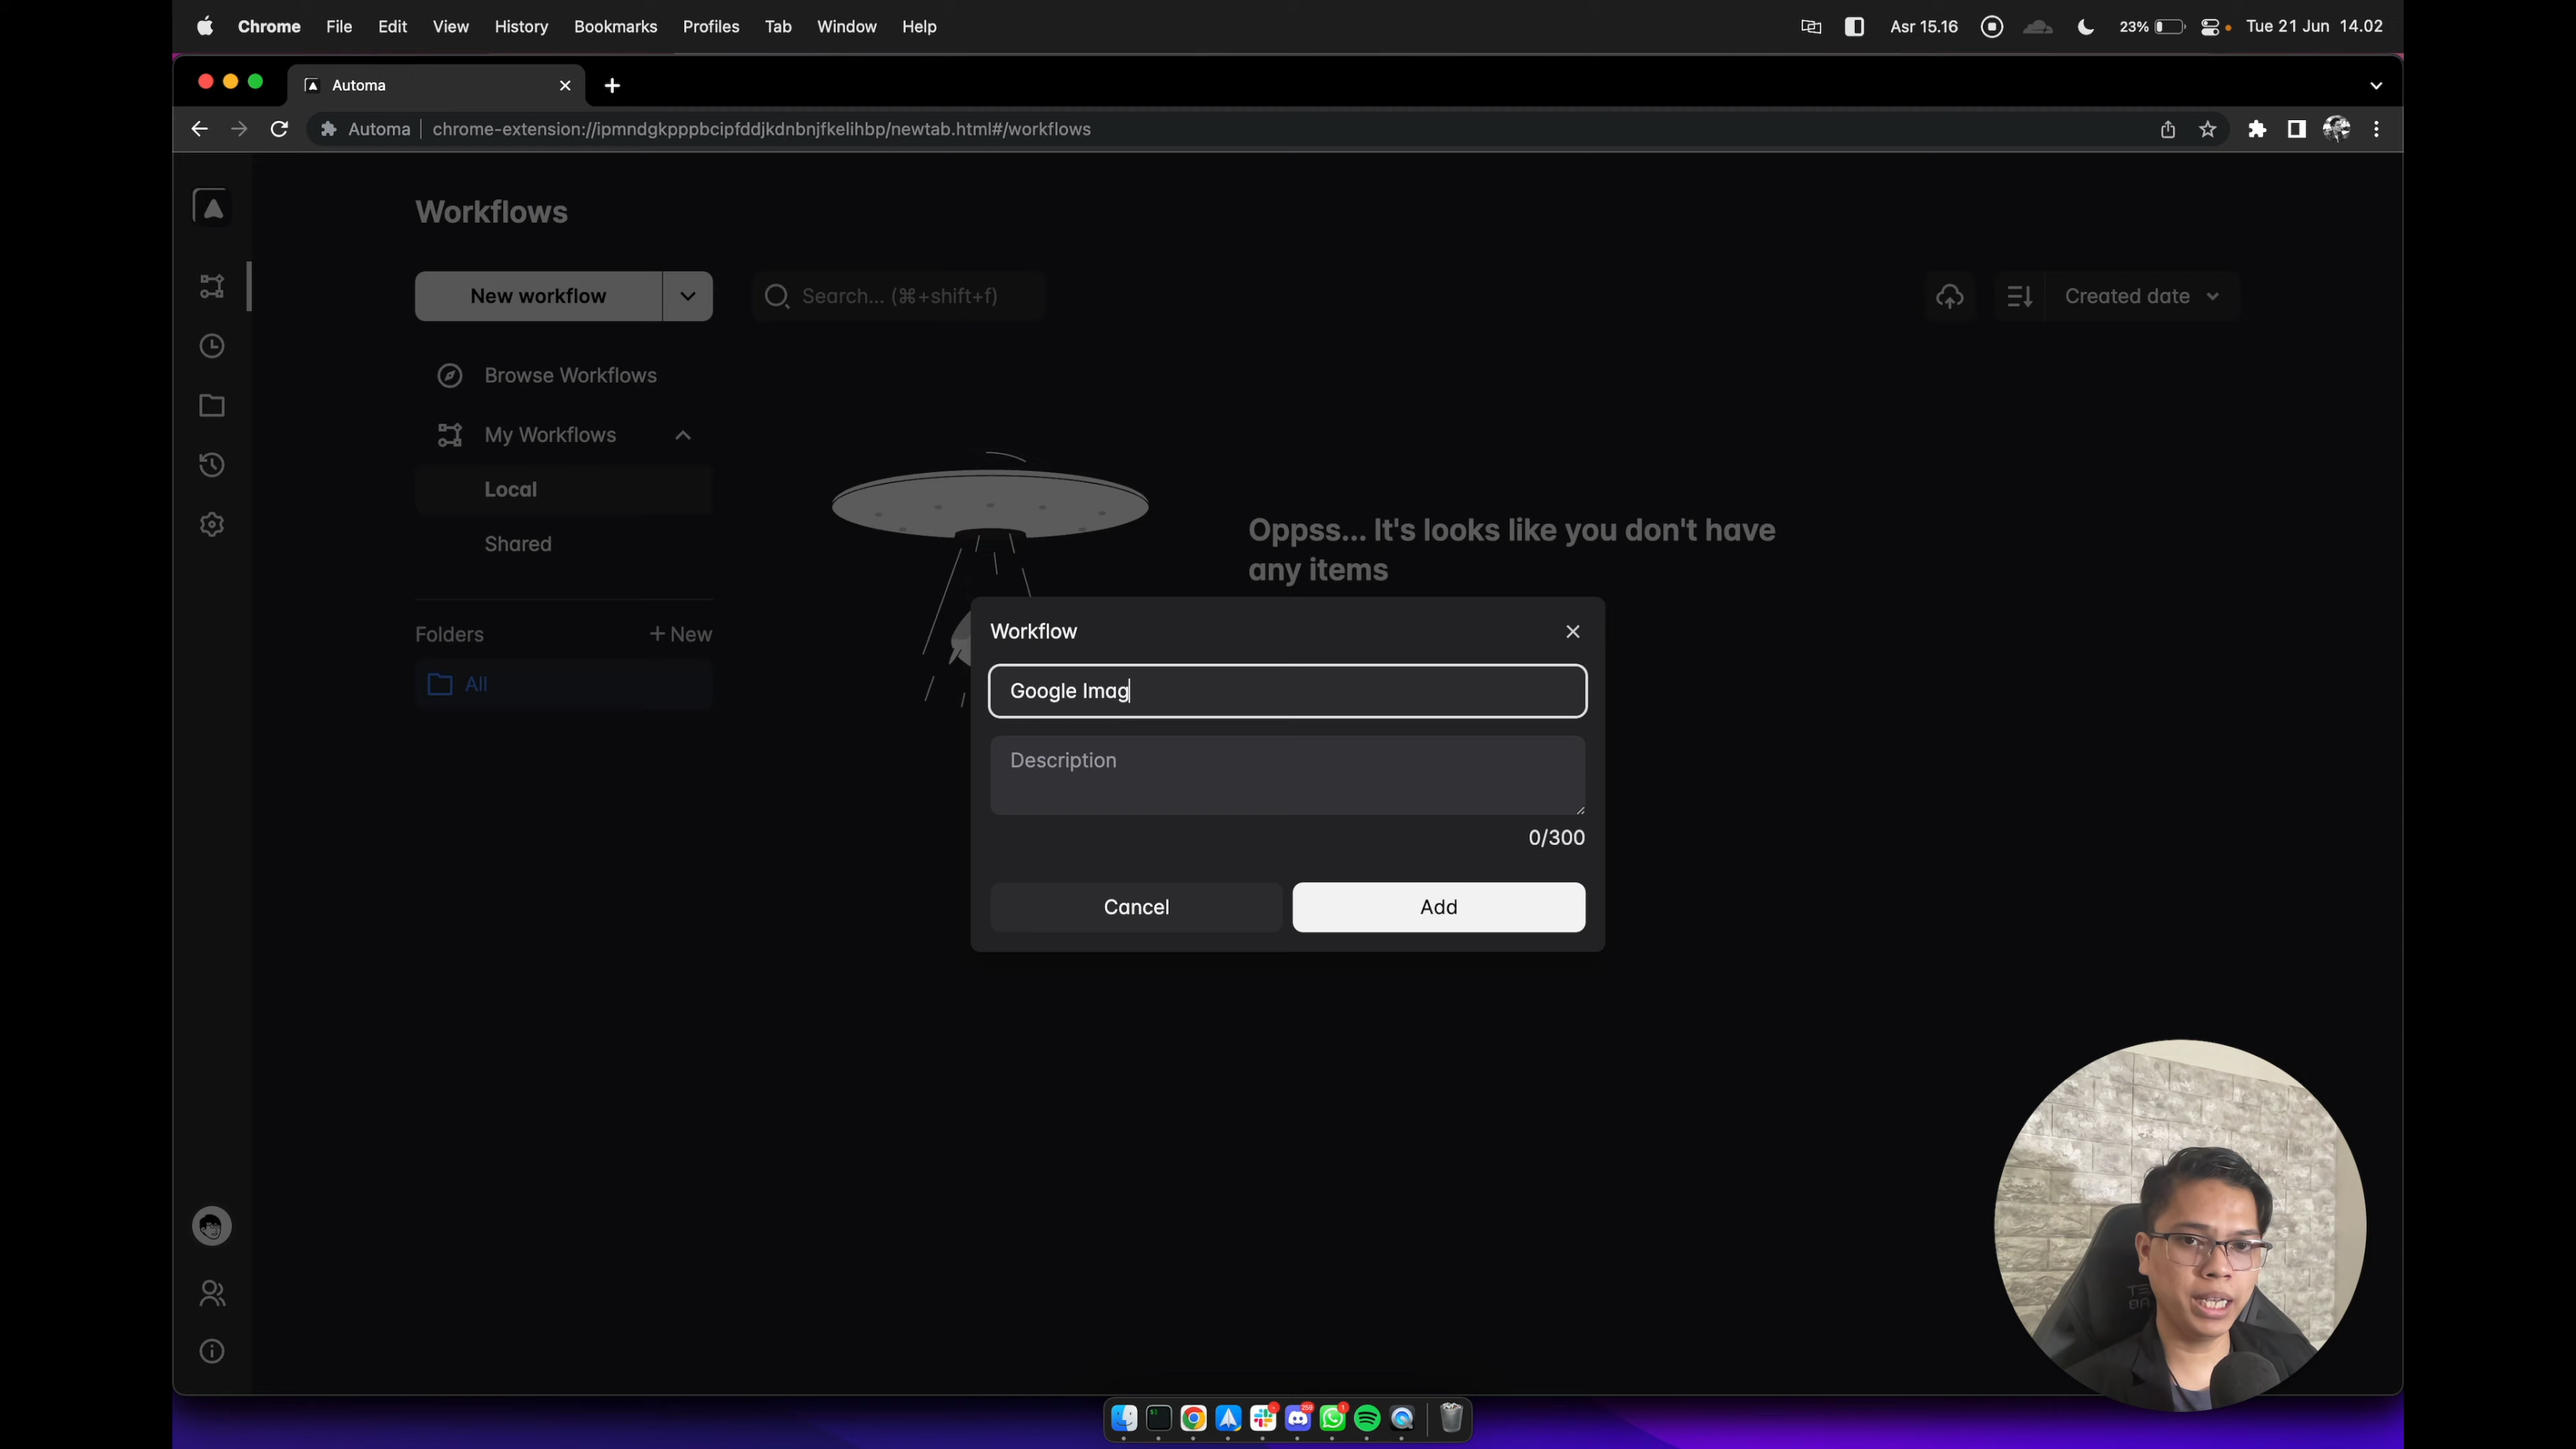 Chrome File Edit View History Bookmarks Profiles Tab Window Help Asr 15.16 23% Tue 21 Jun 14.02
Automa
Automa chrome-extension://ipmndgkpppbcipfddjkdnbnjfkelihbp/newtab.html#/workflows
Workflows
New workflow Search... (⌘+shift+f) Created date
Browse Workflows
My Workflows
Local
Shared
Oppss... It's looks like you don't have
any items
Folders + New
All
Workflow
Google Imag
Description
0/300
Cancel Add